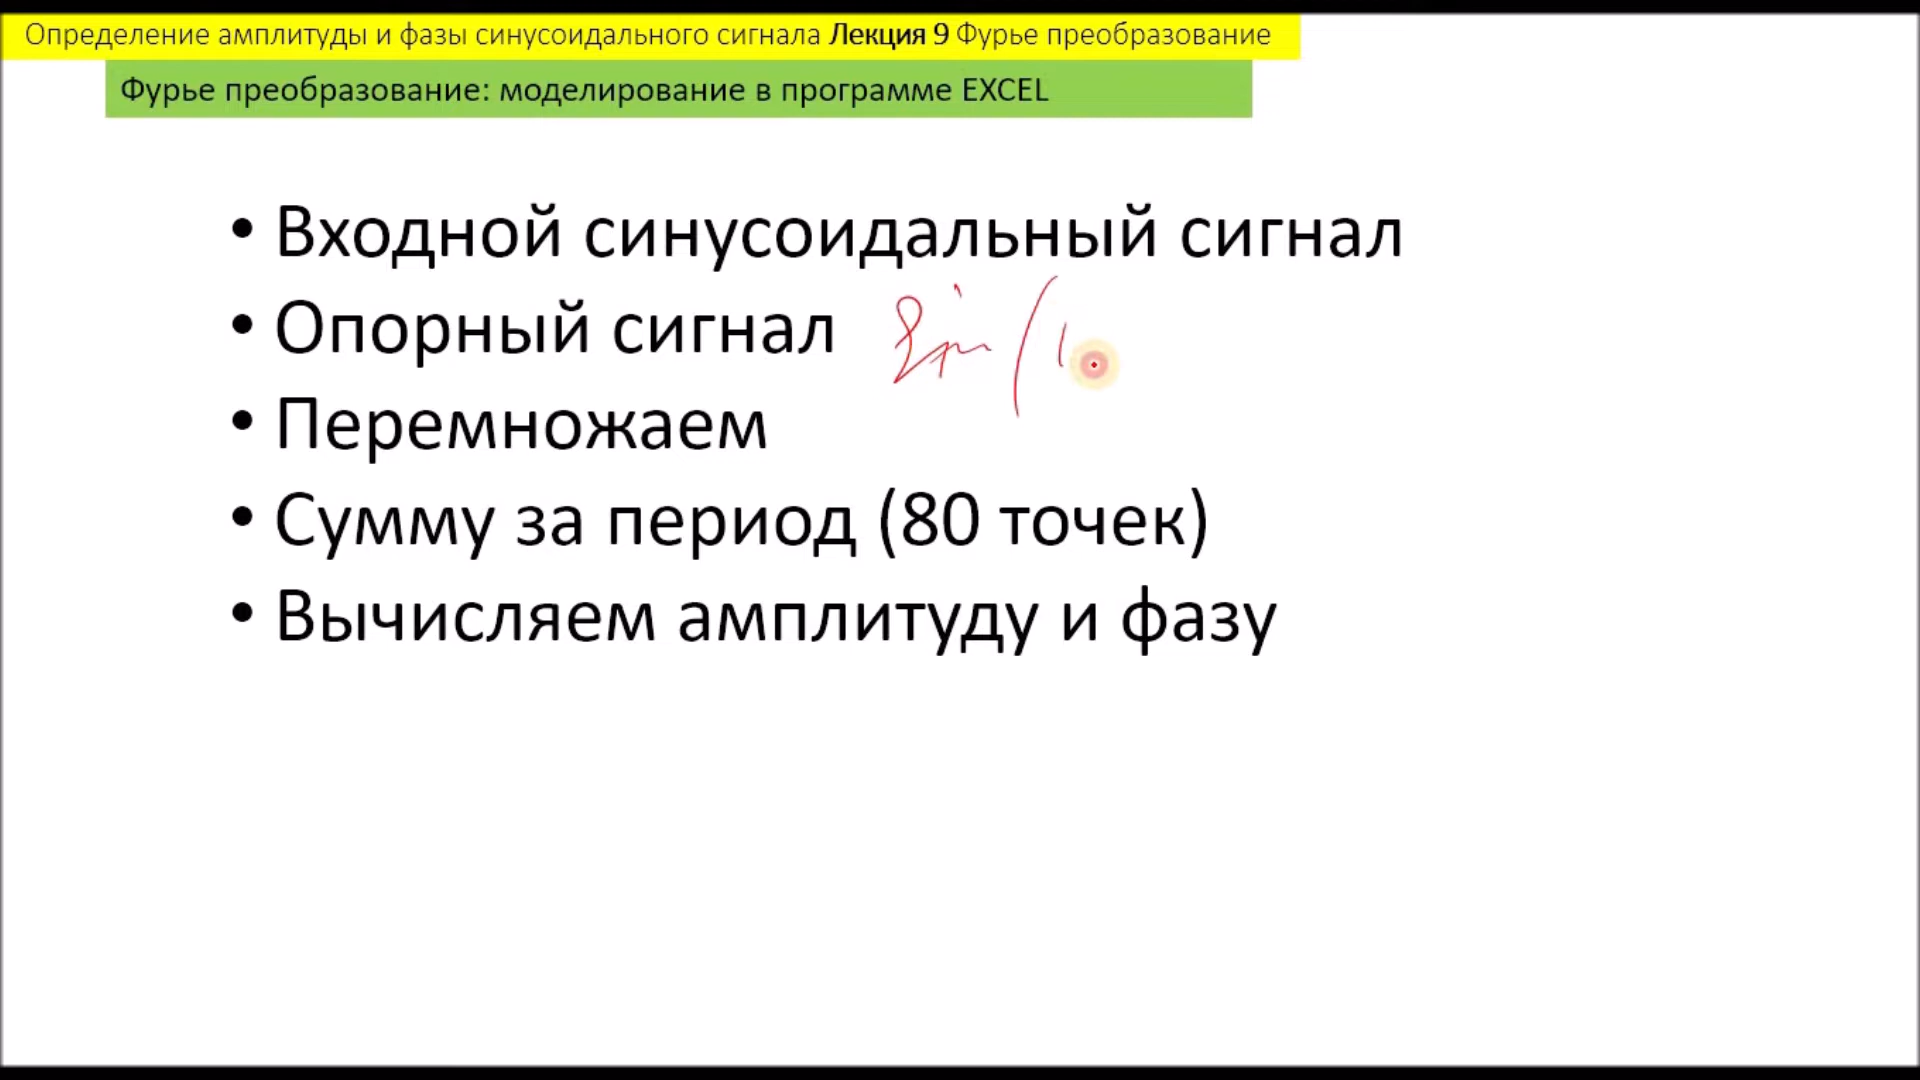 Определение амплитуды и фазы синусоидального сигнала Лекция 9 Фурье преобразование
Фурье преобразование: моделирование в программе EXCEL
• Входной синусоидальный сигнал
• Опорный сигнал Sin(
• Перемножаем
• Сумму за период (80 точек)
• Вычисляем амплитуду и фазу